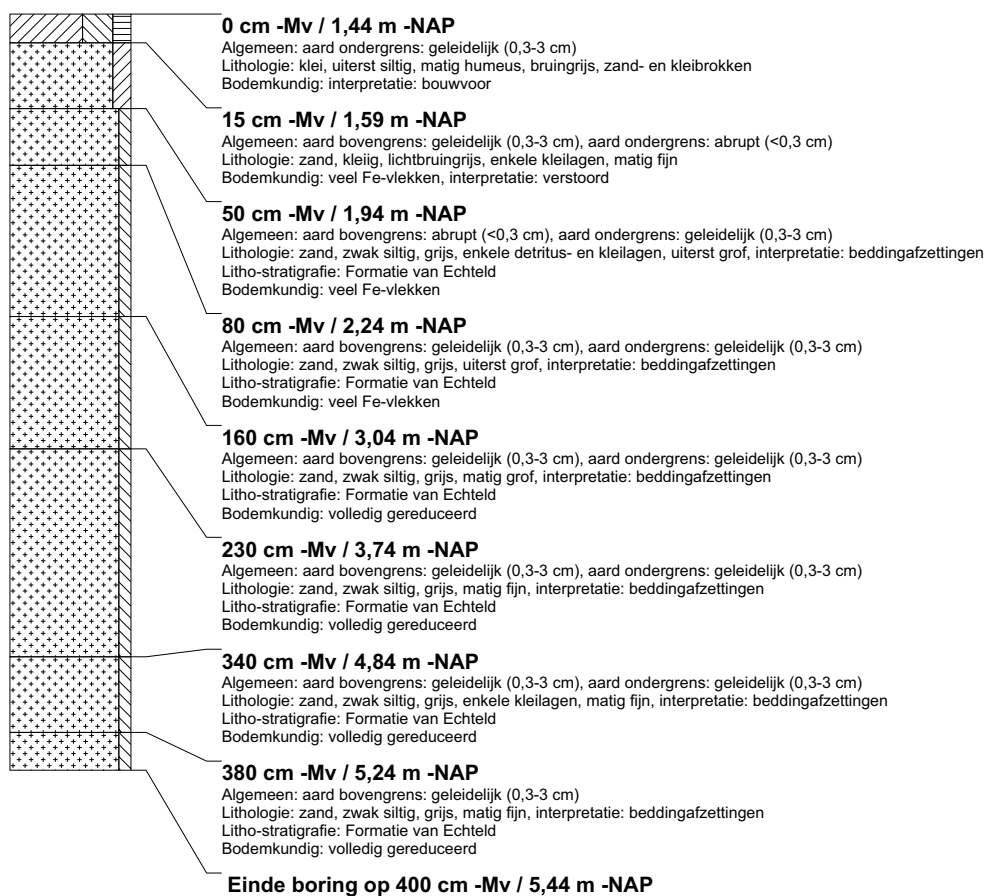 0 cm -Mv / 1,44 m -NAP
Algemeen: aard ondergrens: geleidelijk (0,3-3 cm)
Lithologie: klei, uiterst siltig, matig humeus, bruingrijs, zand- en kleibrokken
Bodemkundig: interpretatie: bouwvoor
15 cm -Mv / 1,59 m -NAP
Algemeen: aard bovengrens: geleidelijk (0,3-3 cm), aard ondergrens: abrupt (<0,3 cm)
Lithologie: zand, kleiig, lichtbruingrijs, enkele kleilagen, matig fijn
Bodemkundig: veel Fe-vlekken, interpretatie: verstoord
50 cm -Mv / 1,94 m -NAP
Algemeen: aard bovengrens: abrupt (<0,3 cm), aard ondergrens: geleidelijk (0,3-3 cm)
Lithologie: zand, zwak siltig, grijs, enkele detritus- en kleilagen, uiterst grof, interpretatie: beddingafzettingen
Litho-stratigrafie: Formatie van Echteld
Bodemkundig: veel Fe-vlekken
80 cm -Mv / 2,24 m -NAP
Algemeen: aard bovengrens: geleidelijk (0,3-3 cm), aard ondergrens: geleidelijk (0,3-3 cm)
Lithologie: zand, zwak siltig, grijs, uiterst grof, interpretatie: beddingafzettingen
Litho-stratigrafie: Formatie van Echteld
Bodemkundig: veel Fe-vlekken
160 cm -Mv / 3,04 m -NAP
Algemeen: aard bovengrens: geleidelijk (0,3-3 cm), aard ondergrens: geleidelijk (0,3-3 cm)
Lithologie: zand, zwak siltig, grijs, matig grof, interpretatie: beddingafzettingen
Litho-stratigrafie: Formatie van Echteld
Bodemkundig: volledig gereduceerd
230 cm -Mv / 3,74 m -NAP
Algemeen: aard bovengrens: geleidelijk (0,3-3 cm), aard ondergrens: geleidelijk (0,3-3 cm)
Lithologie: zand, zwak siltig, grijs, matig fijn, interpretatie: beddingafzettingen
Litho-stratigrafie: Formatie van Echteld
Bodemkundig: volledig gereduceerd
340 cm -Mv / 4,84 m -NAP
Algemeen: aard bovengrens: geleidelijk (0,3-3 cm), aard ondergrens: geleidelijk (0,3-3 cm)
Lithologie: zand, zwak siltig, grijs, enkele kleilagen, matig fijn, interpretatie: beddingafzettingen
Litho-stratigrafie: Formatie van Echteld
Bodemkundig: volledig gereduceerd
380 cm -Mv / 5,24 m -NAP
Algemeen: aard bovengrens: geleidelijk (0,3-3 cm)
Lithologie: zand, zwak siltig, grijs, matig fijn, interpretatie: beddingafzettingen
Litho-stratigrafie: Formatie van Echteld
Bodemkundig: volledig gereduceerd
Einde boring op 400 cm -Mv / 5,44 m -NAP